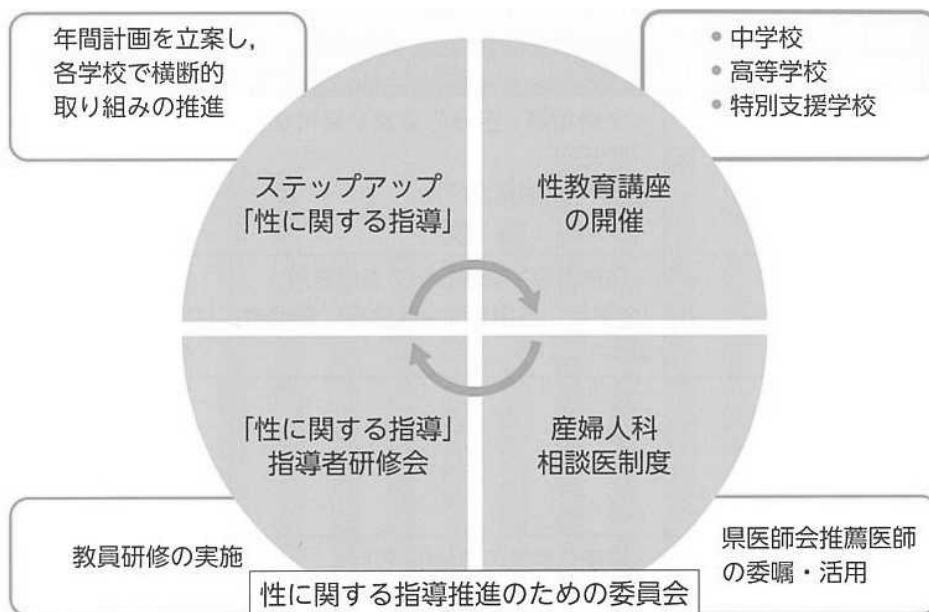 年間計画を立案し,
各学校で横断的
取り組みの推進
• 中学校
• 高等学校
• 特別支援学校
ステップアップ
「性に関する指導」
性教育講座
の開催
「性に関する指導」
指導者研修会
産婦人科
相談医制度
教員研修の実施
県医師会推薦医師
の委嘱・活用
性に関する指導推進のための委員会